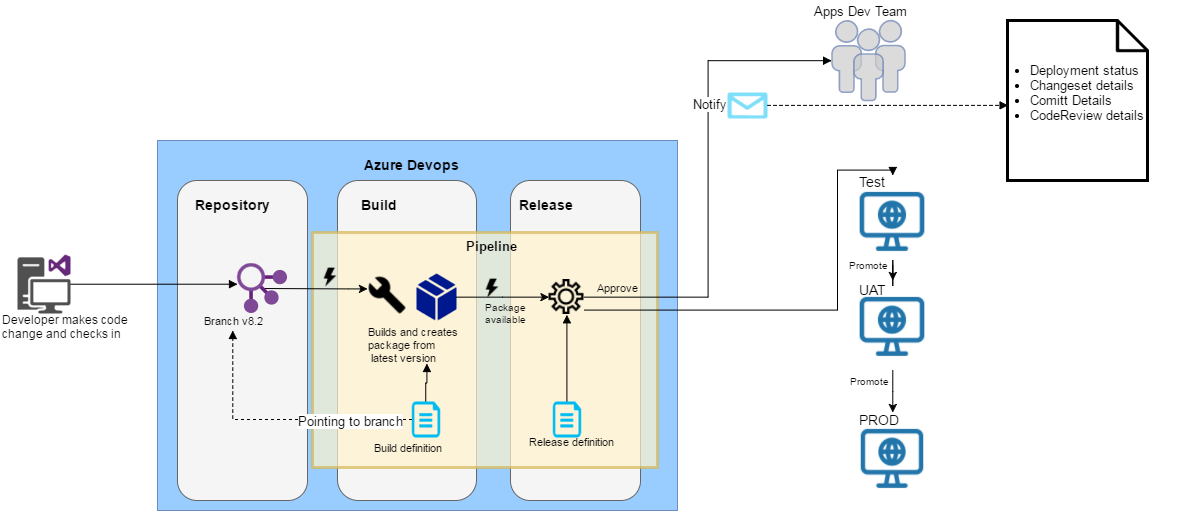 Apps Dev Team
Notify
Deployment status
Changeset details
Comitt Details
CodeReview details
Azure Devops
Repository
Build
Release
Pipeline
Developer makes code
change and checks in
Branch v8.2
Builds and creates
package from
latest version
Package
available
Approve
Pointing to branch
Build definition
Release definition
Test
Promote
UAT
Promote
PROD